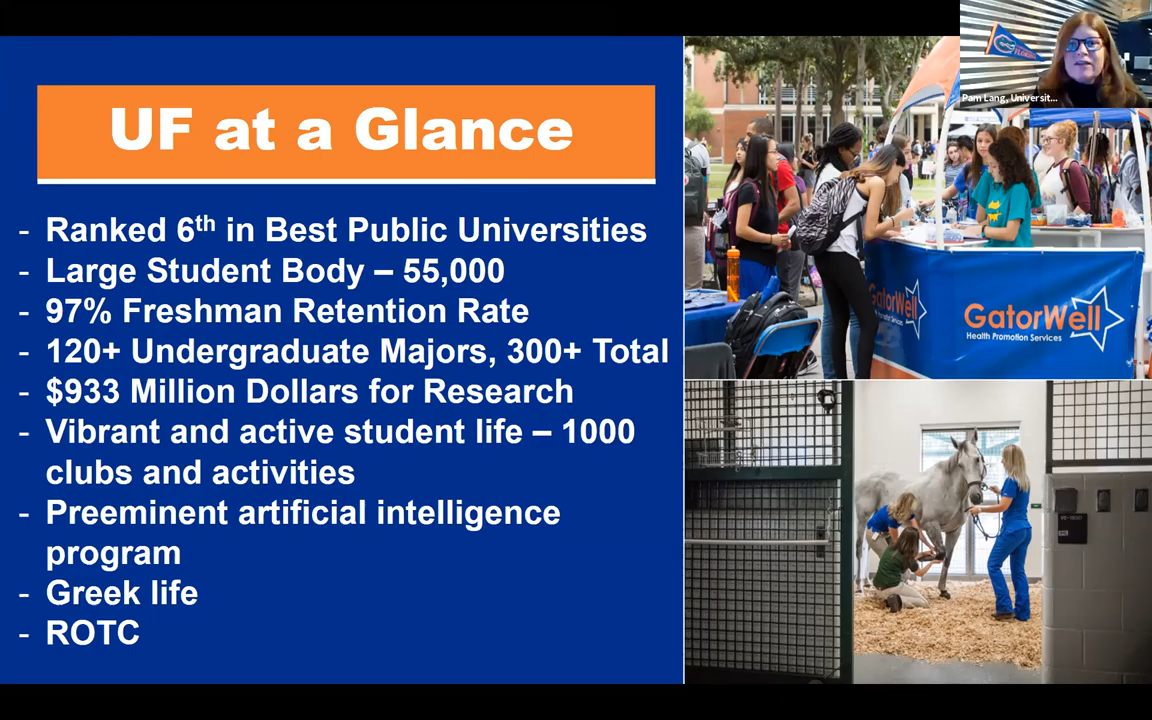 UF at a Glance
- Ranked 6th in Best Public Universities
- Large Student Body – 55,000
- 97% Freshman Retention Rate
- 120+ Undergraduate Majors, 300+ Total
- $933 Million Dollars for Research
- Vibrant and active student life – 1000
clubs and activities
- Preeminent artificial intelligence
program
- Greek life
- ROTC
Pam Lang, Universit...
FLORIDA
GatorWell
GatorWell
Health Promotion Services